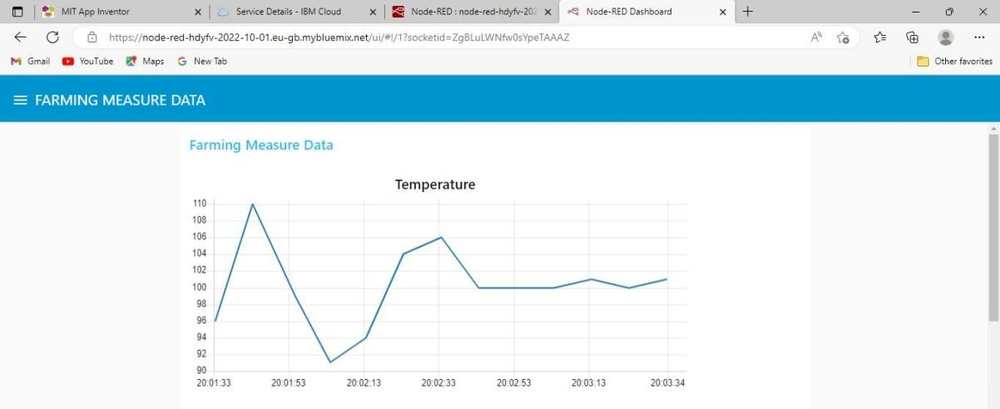 MIT App Inventor
Service Details - IBM Cloud
Node-RED : node-red-hdyfv-202
Node-RED Dashboard
https://node-red-hdyfv-2022-10-01.eu-gb.mybluemix.net/ui/#!/1?socketid=ZgBLuLWNfw0sYpeTAAAZ
Gmail YouTube Maps New Tab Other favorites
FARMING MEASURE DATA
Farming Measure Data
Temperature
110
108
106
104
102
100
98
96
94
92
90
20:01:33 20:01:53 20:02:13 20:02:33 20:02:53 20:03:13 20:03:34